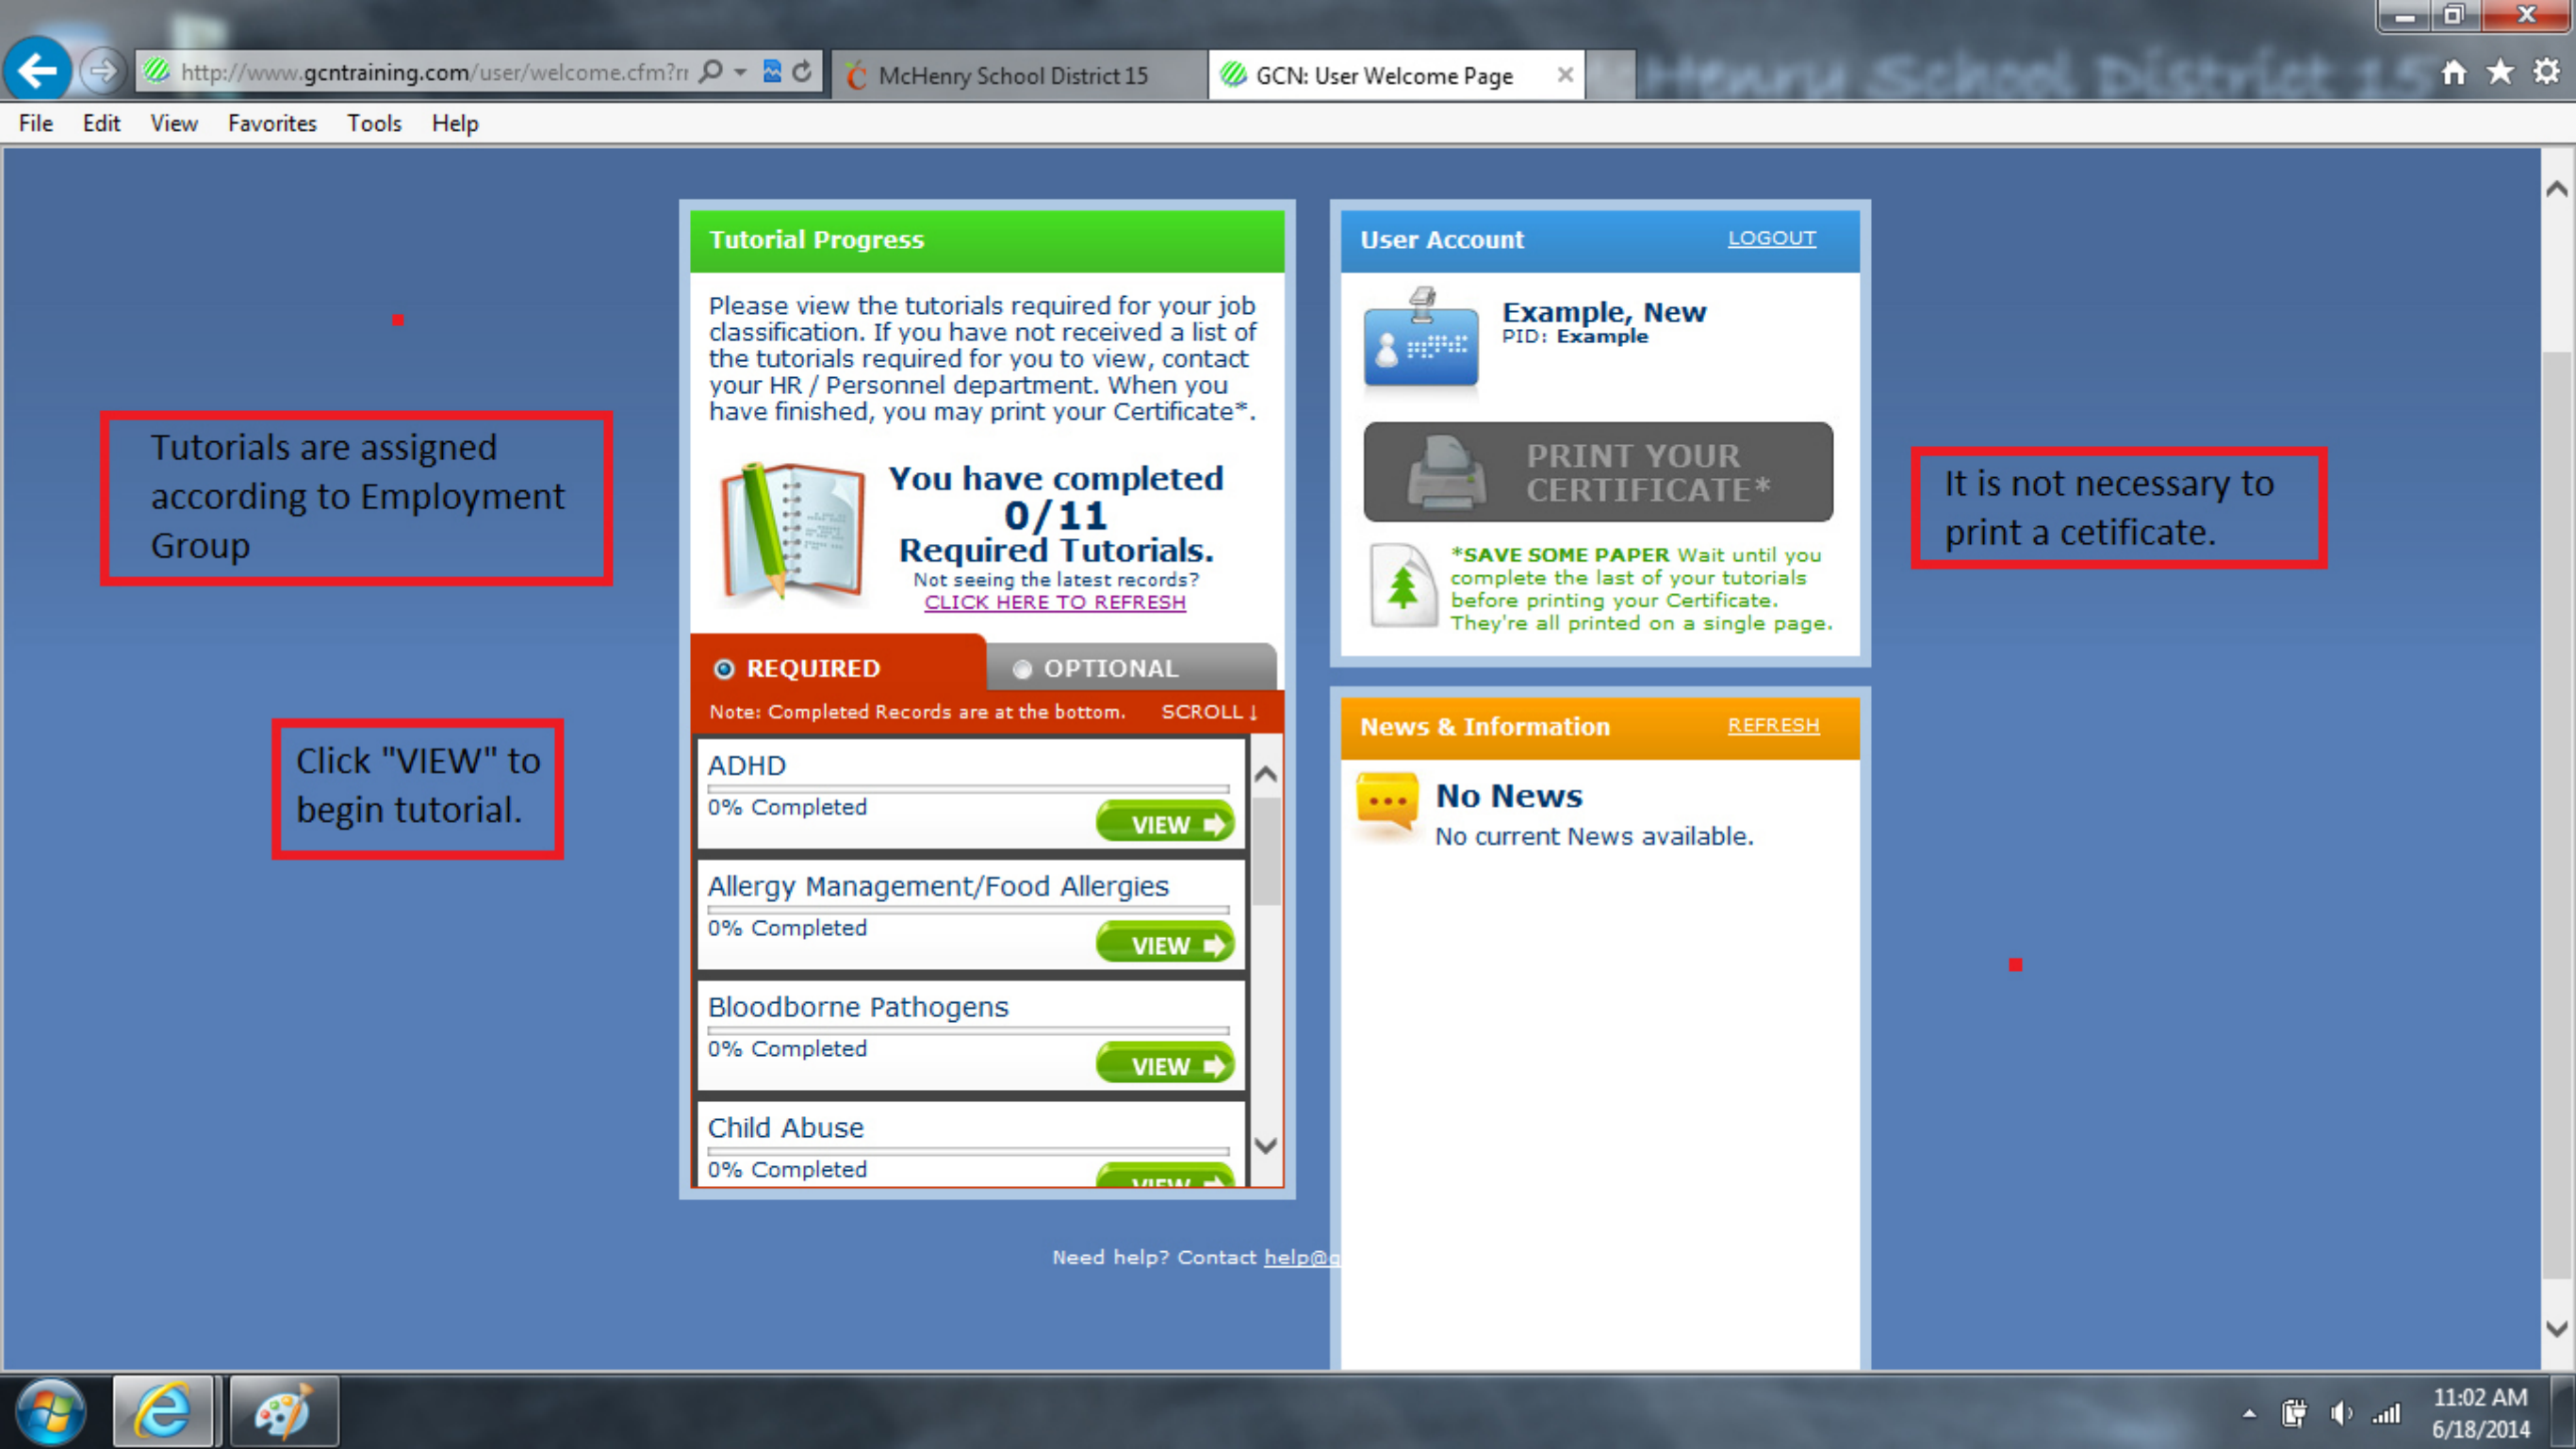 McHenry School District 15
http://www.gcntraining.com/user/welcome.cfm?rr
McHenry School District 15
GCN: User Welcome Page
File Edit View Favorites Tools Help
Tutorials are assigned
according to Employment
Group
Click "VIEW" to
begin tutorial.
Tutorial Progress
Please view the tutorials required for your job
classification. If you have not received a list of
the tutorials required for you to view, contact
your HR / Personnel department. When you
have finished, you may print your Certificate*.
You have completed
0/11
Required Tutorials.
Not seeing the latest records?
CLICK HERE TO REFRESH
REQUIRED OPTIONAL
Note: Completed Records are at the bottom. SCROLL ↓
ADHD
0% Completed
VIEW
Allergy Management/Food Allergies
0% Completed
VIEW
Bloodborne Pathogens
0% Completed
VIEW
Child Abuse
0% Completed
VIEW
User Account LOGOUT
Example, New
PID: Example
PRINT YOUR
CERTIFICATE*
*SAVE SOME PAPER Wait until you
complete the last of your tutorials
before printing your Certificate.
They're all printed on a single page.
It is not necessary to
print a cetificate.
News & Information REFRESH
No News
No current News available.
Need help? Contact help@g
11:02 AM
6/18/2014